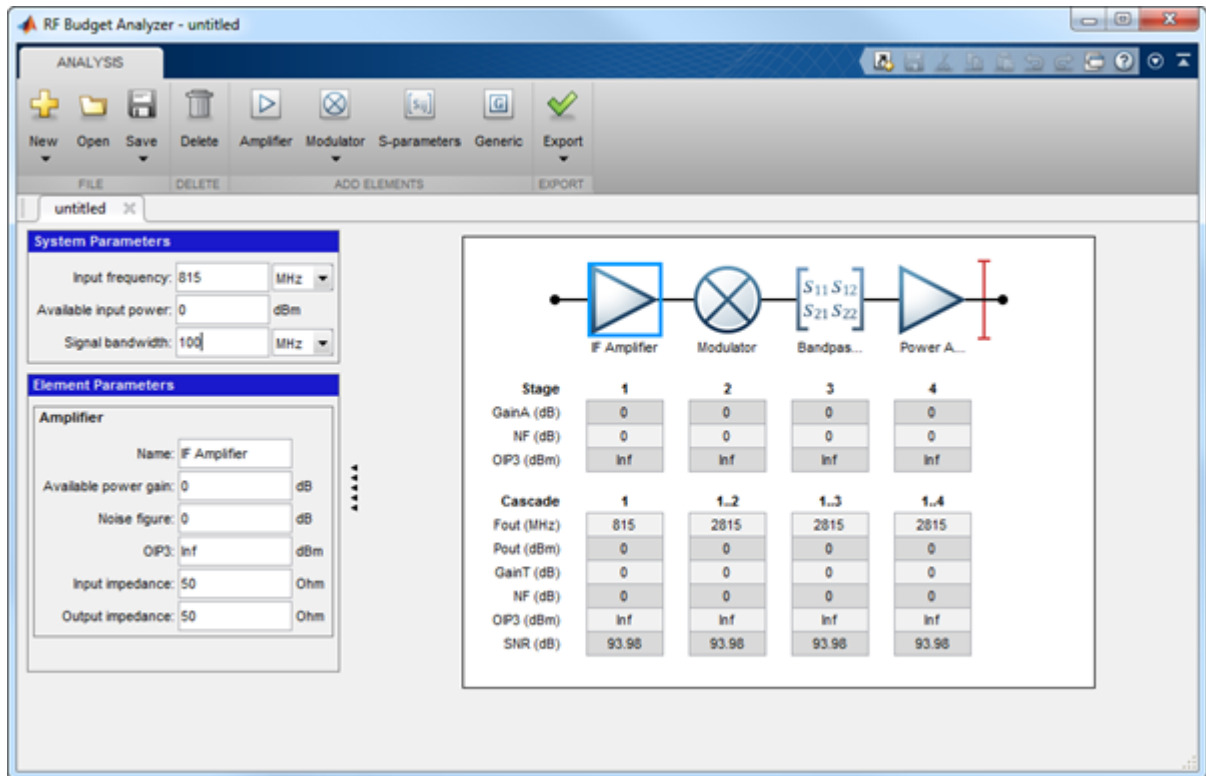 RF Budget Analyzer - untitled
ANALYSIS
New Open Save Delete Amplifier Modulator S-parameters Generic Export
FILE DELETE ADD ELEMENTS EXPORT
untitled
System Parameters
Input frequency: 815 MHz
Available input power: 0 dBm
Signal bandwidth: 100 MHz
Element Parameters
Amplifier
Name: IF Amplifier
Available power gain: 0 dB
Noise figure: 0 dB
OIP3: Inf dBm
Input impedance: 50 Ohm
Output impedance: 50 Ohm
S11 S12
S21 S22
IF Amplifier Modulator Bandpas... Power A...
Stage 1 2 3 4
GainA (dB) 0 0 0 0
NF (dB) 0 0 0 0
OIP3 (dBm) Inf Inf Inf Inf
Cascade 1 1..2 1..3 1..4
Fout (MHz) 815 2815 2815 2815
Pout (dBm) 0 0 0 0
GainT (dB) 0 0 0 0
NF (dB) 0 0 0 0
OIP3 (dBm) Inf Inf Inf Inf
SNR (dB) 93.98 93.98 93.98 93.98